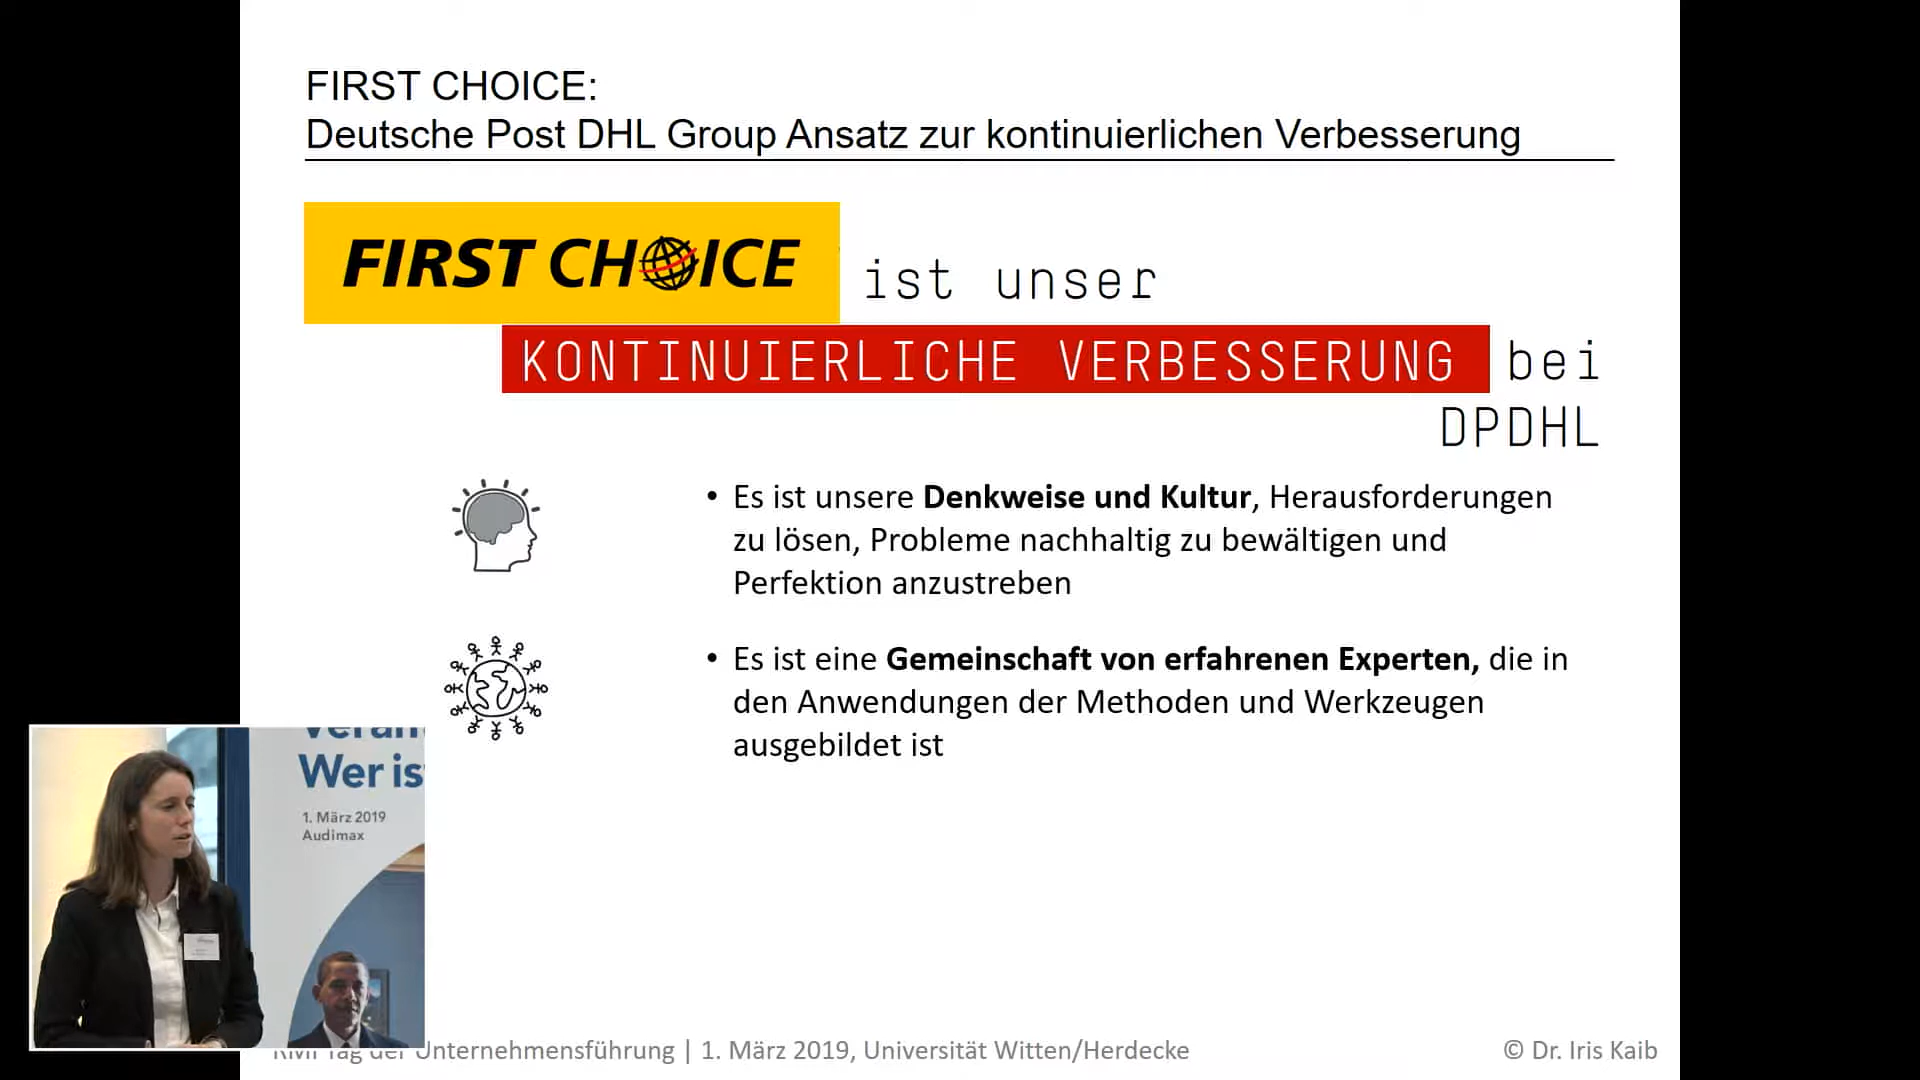 FIRST CHOICE:
Deutsche Post DHL Group Ansatz zur kontinuierlichen Verbesserung
FIRST CHOICE ist unser
KONTINUIERLICHE VERBESSERUNG bei
DPDHL
• Es ist unsere Denkweise und Kultur, Herausforderungen
zu lösen, Probleme nachhaltig zu bewältigen und
Perfektion anzustreben
• Es ist eine Gemeinschaft von erfahrenen Experten, die in
den Anwendungen der Methoden und Werkzeugen
ausgebildet ist
Wer is
1. März 2019
Audimax
RMI Tag der Unternehmensführung | 1. März 2019, Universität Witten/Herdecke
© Dr. Iris Kaib